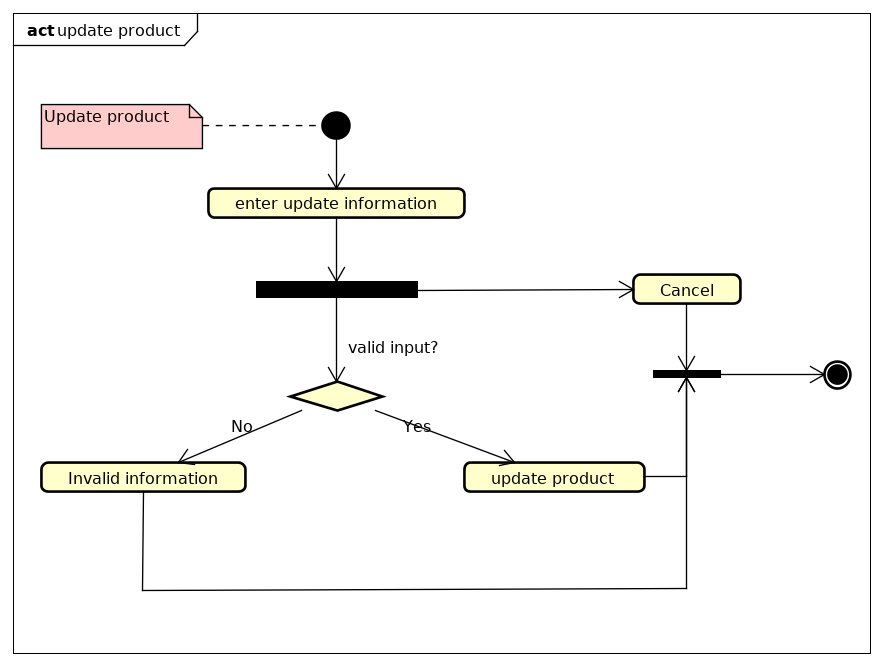 act update product
Update product
enter update information
Cancel
valid input?
No
Yes
Invalid information
update product